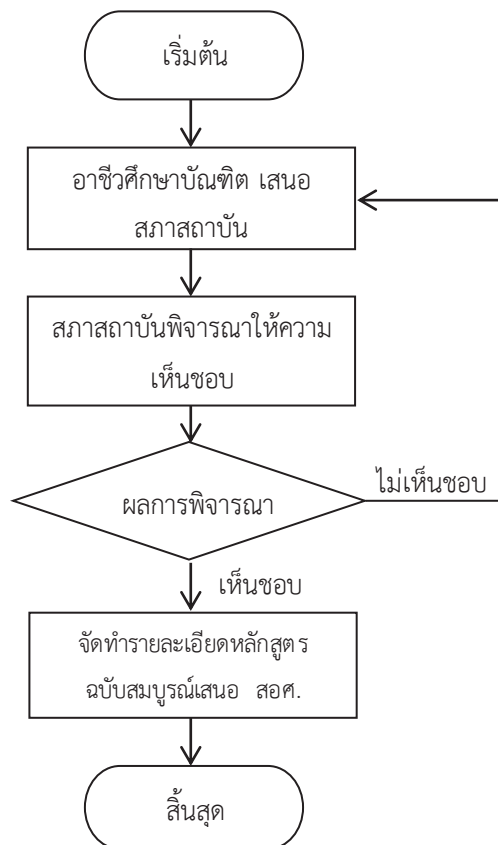 เริ่มต้น
อาชีวศึกษาบัณฑิต เสนอ
สภาสถาบัน
สภาสถาบันพิจารณาให้ความ
เห็นชอบ
ผลการพิจารณา
ไม่เห็นชอบ
เห็นชอบ
จัดทำรายละเอียดหลักสูตร
ฉบับสมบูรณ์เสนอ สอศ.
สิ้นสุด